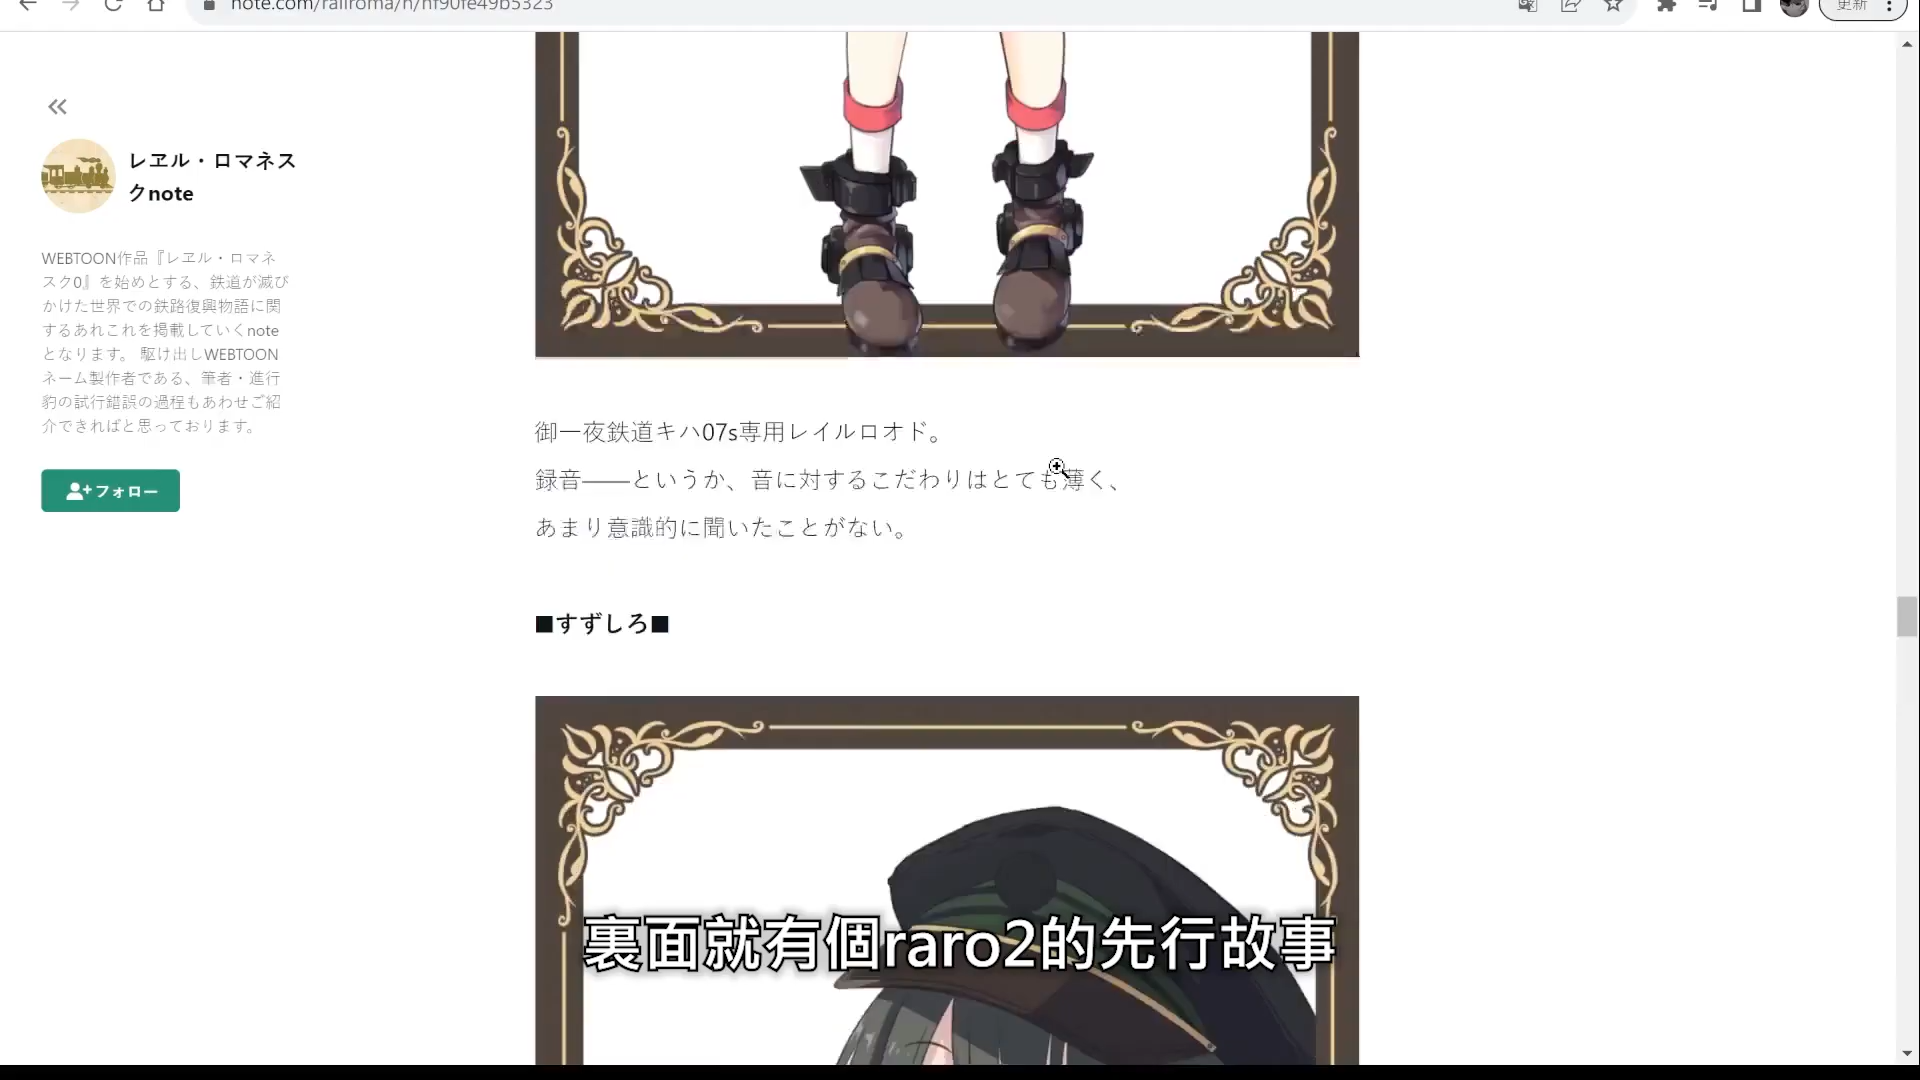 note.com/railroma/n/nf90fe49b5323
更新
レヱル・ロマネス
クnote
WEBTOON作品『レヱル・ロマネ
スク0』を始めとする、鉄道が滅び
かけた世界での鉄路復興物語に関
するあれこれを掲載していくnote
となります。 駆け出しWEBTOON
ネーム製作者である、筆者・進行
豹の試行錯誤の過程もあわせご紹
介できればと思っております。
フォロー
御一夜鉄道キハ07s専用レイルロオド。
録音――というか、音に対するこだわりはとても薄く、
あまり意識的に聞いたことがない。
■すずしろ■
裏面就有個raro2的先行故事